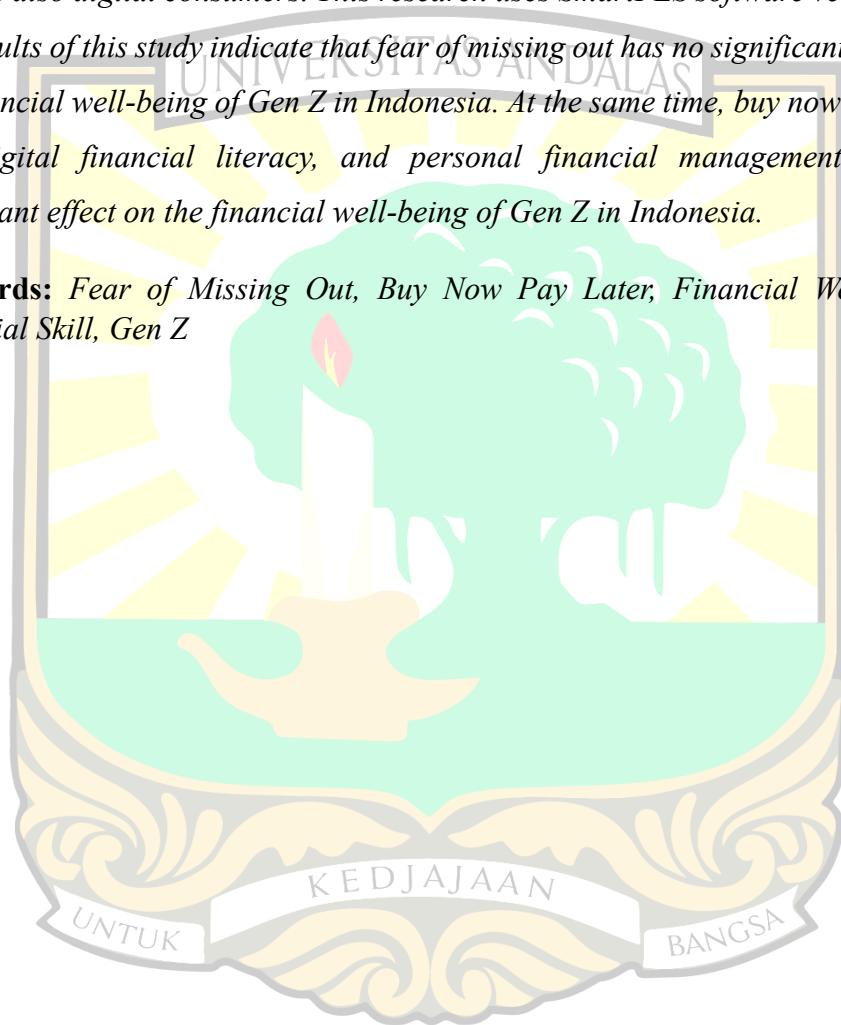 also digital consumers. This research uses SmartPLS software
ults of this study indicate that fear of missing out has no significant
ncial well-being of Gen Z in Indonesia. At the same time, buy now
igital financial literacy, and personal financial management
ant effect on the financial well-being of Gen Z in Indonesia.
rds: Fear of Missing Out, Buy Now Pay Later, Financial
ial Skill, Gen Z
UNIVERSITAS ANDALAS
KEDJAJAAN
UNTUK BANGSA